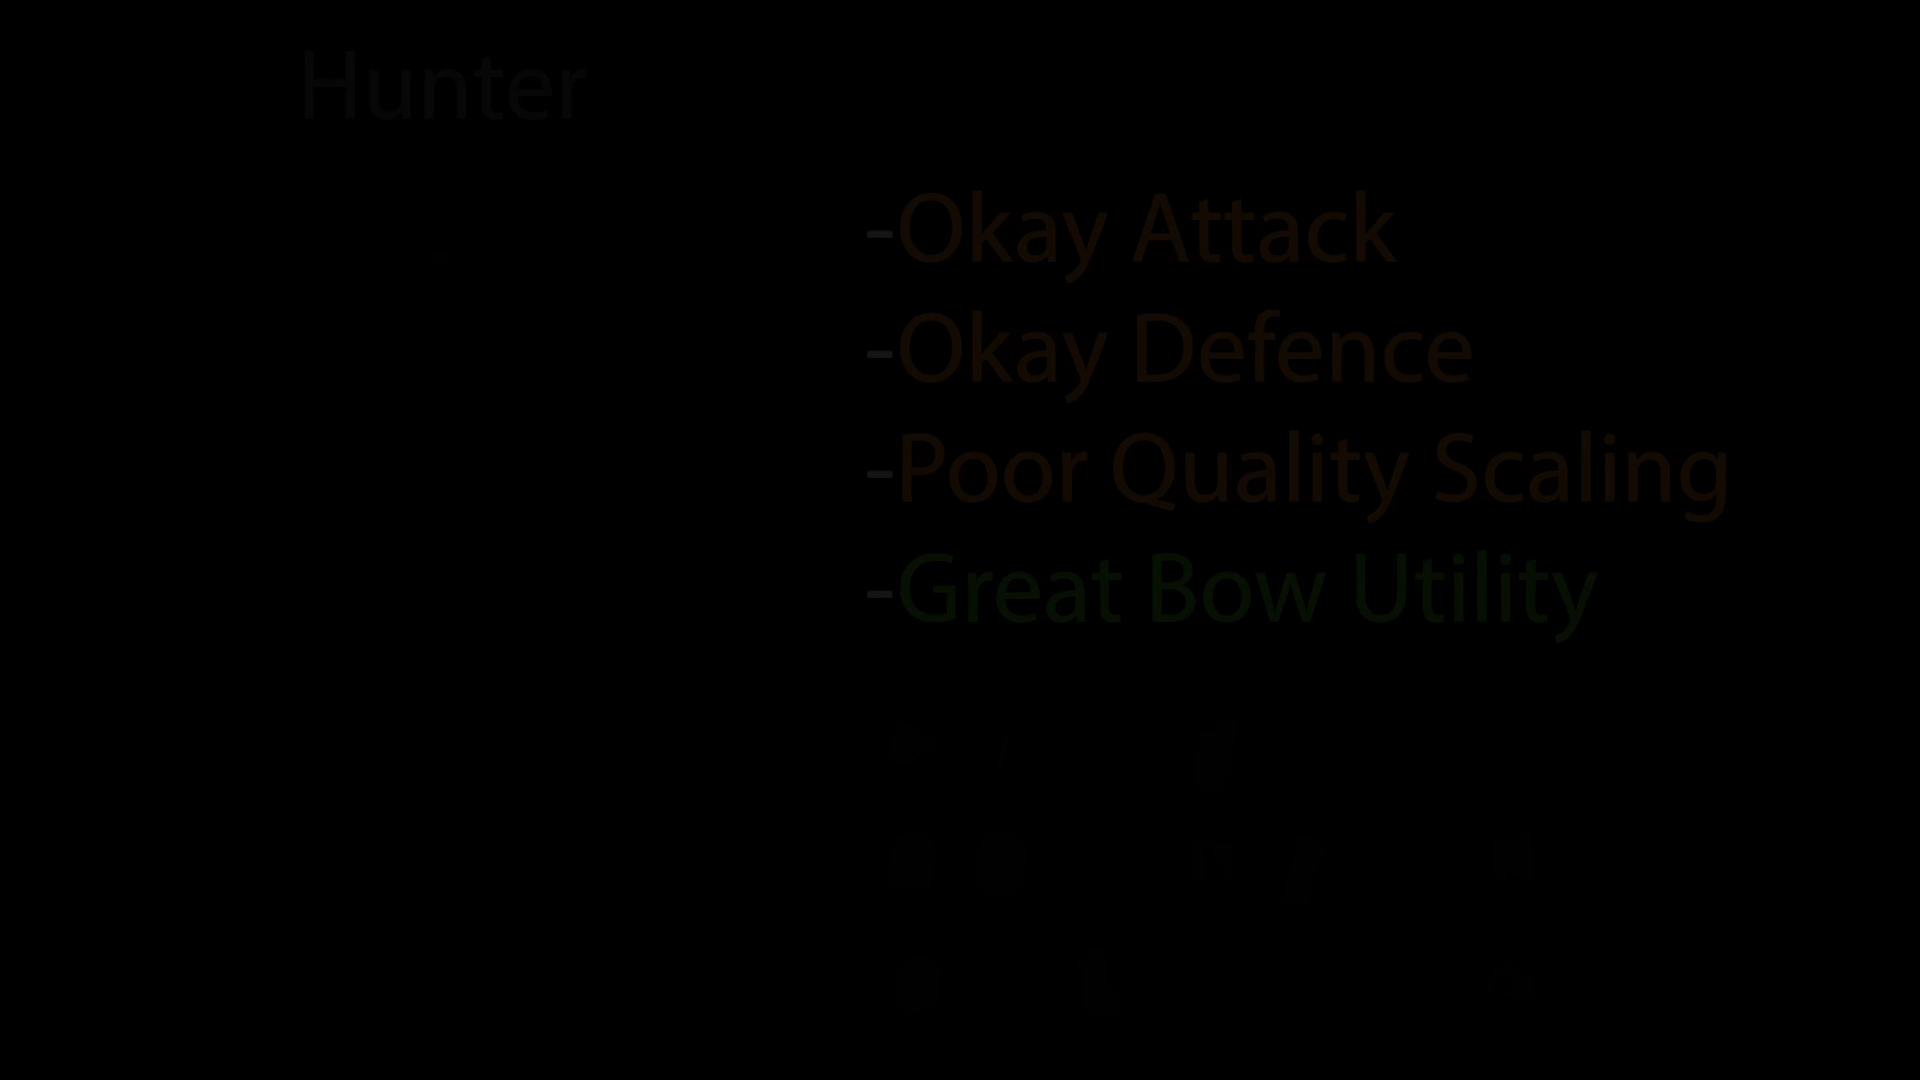 Hunter
-Okay Attack
-Okay Defence
-Poor Quality Scaling
-Great Bow Utility